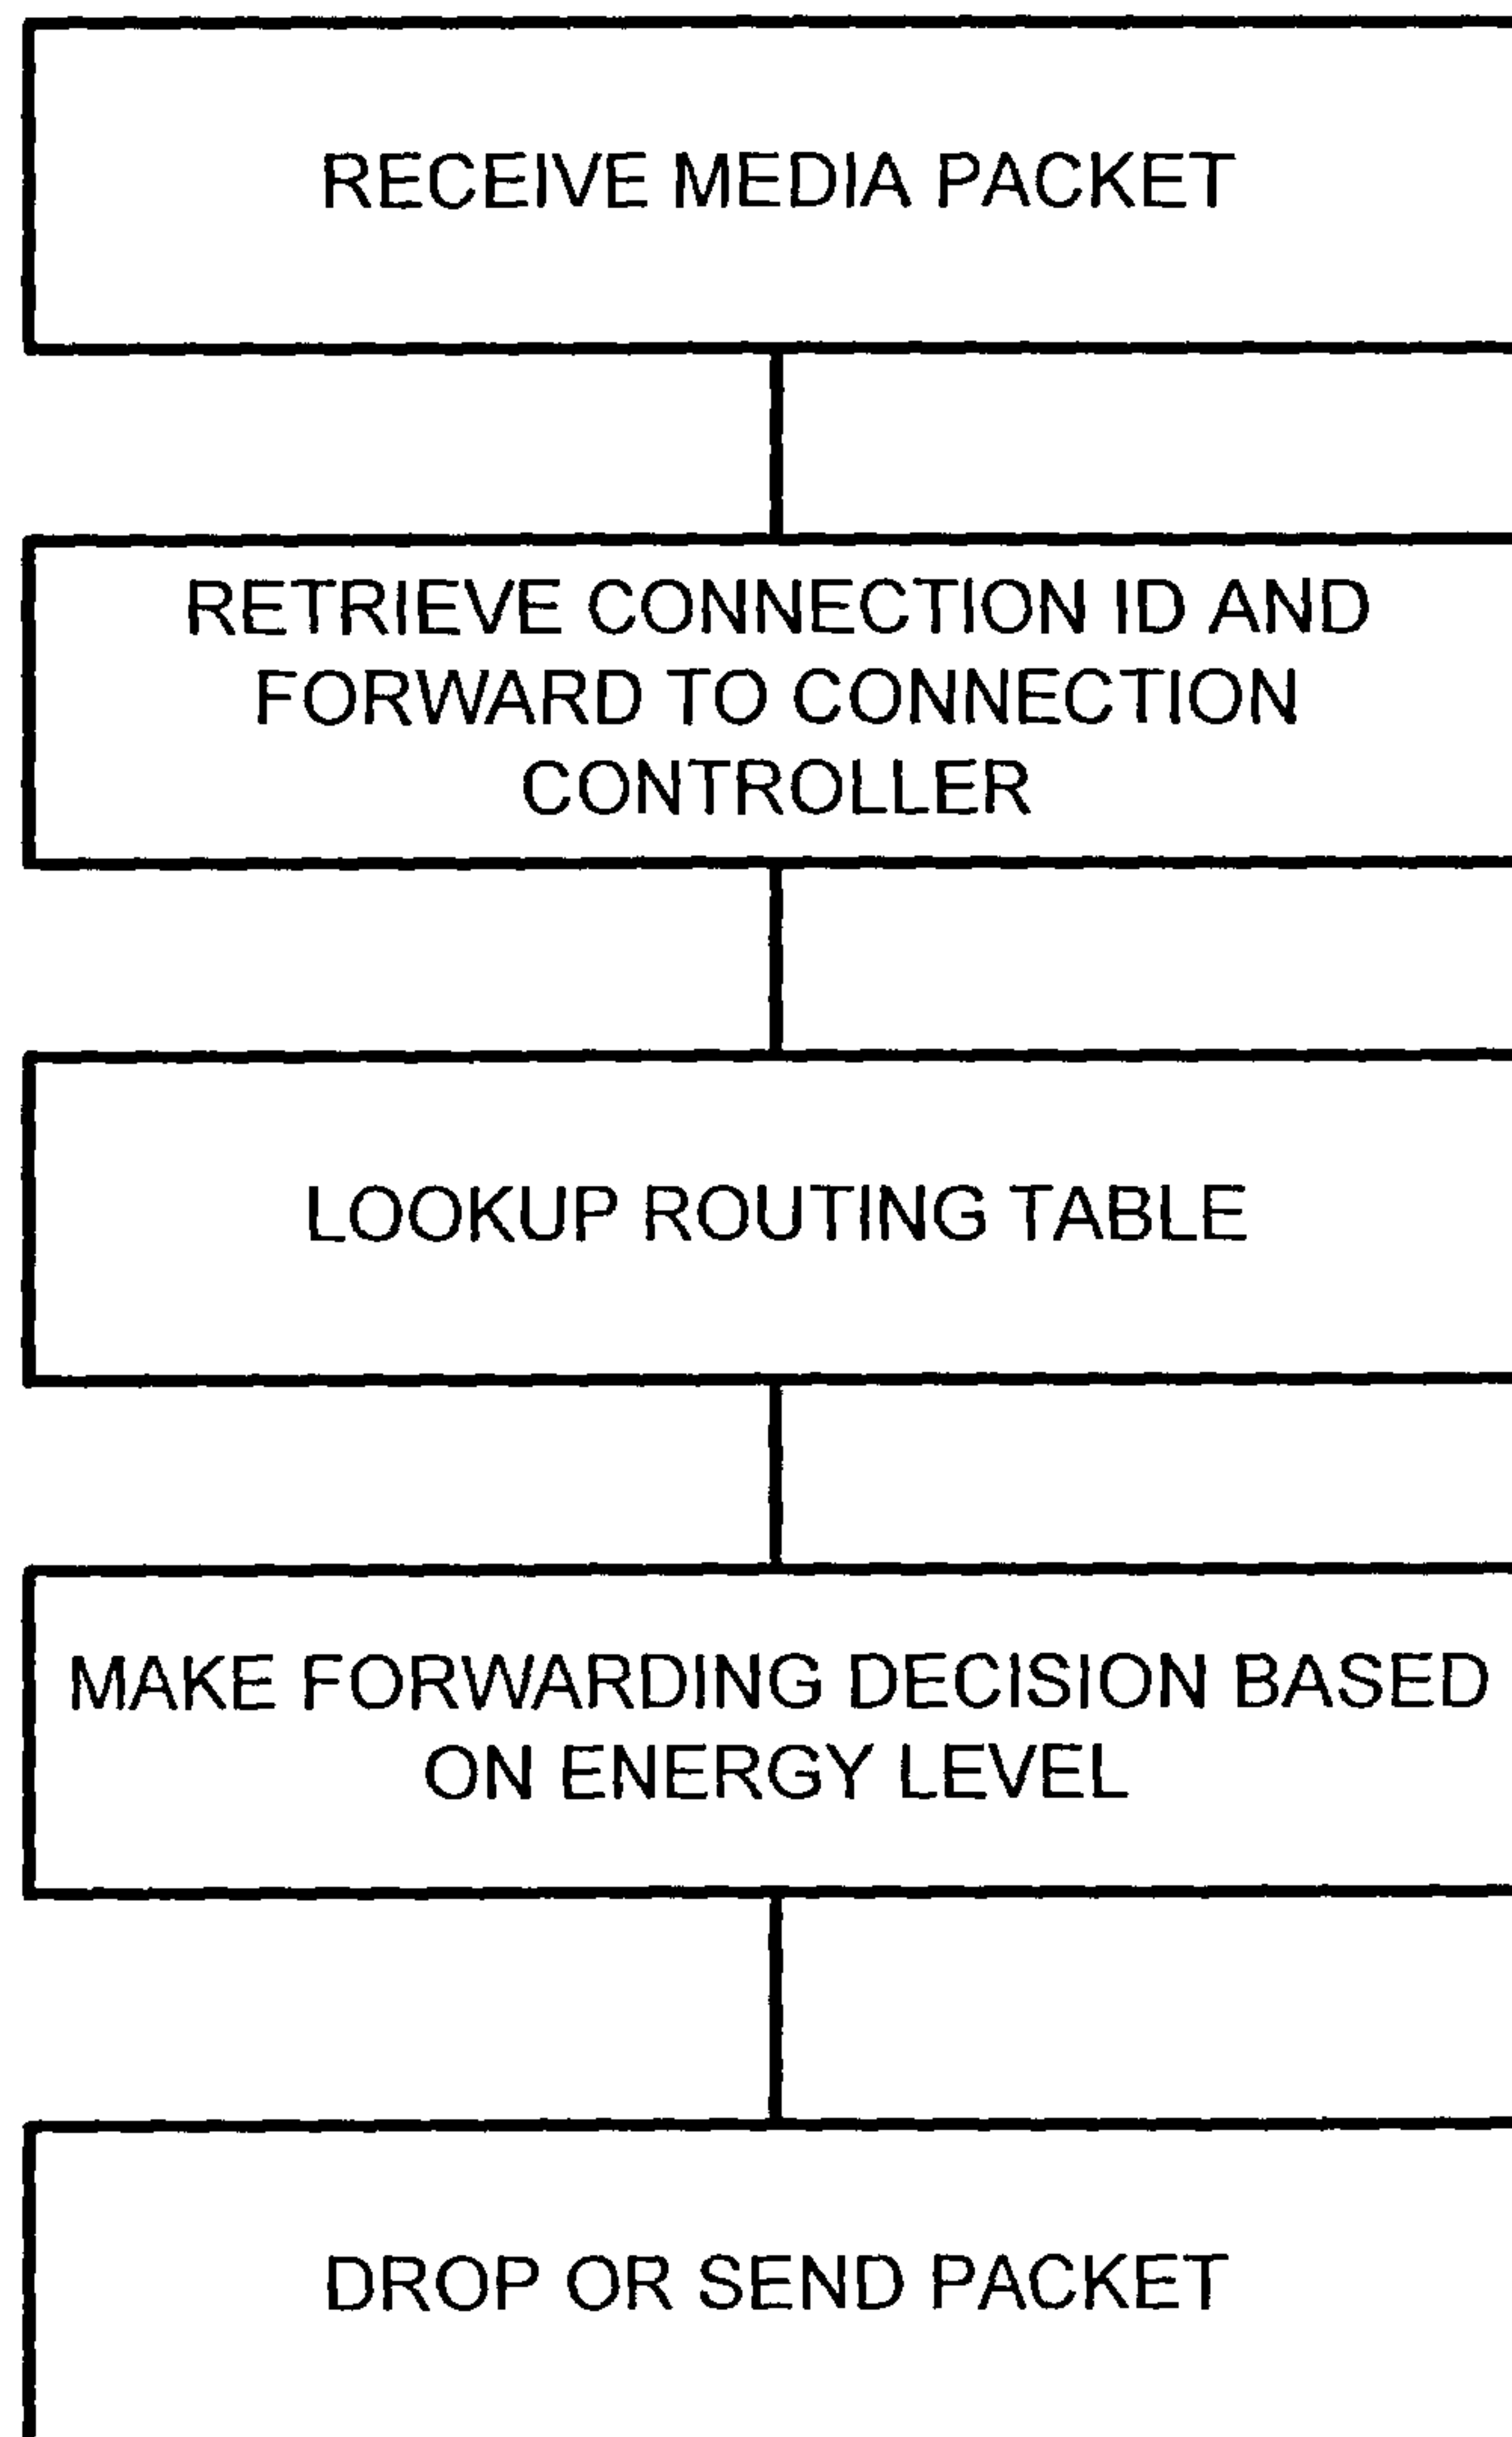 RECEIVE MEDIA PACKET
RETRIEVE CONNECTION ID AND
FORWARD TO CONNECTION
CONTROLLER
LOOKUP ROUTING TABLE
MAKE FORWARDING DECISION BASED
ON ENERGY LEVEL
DROP OR SEND PACKET